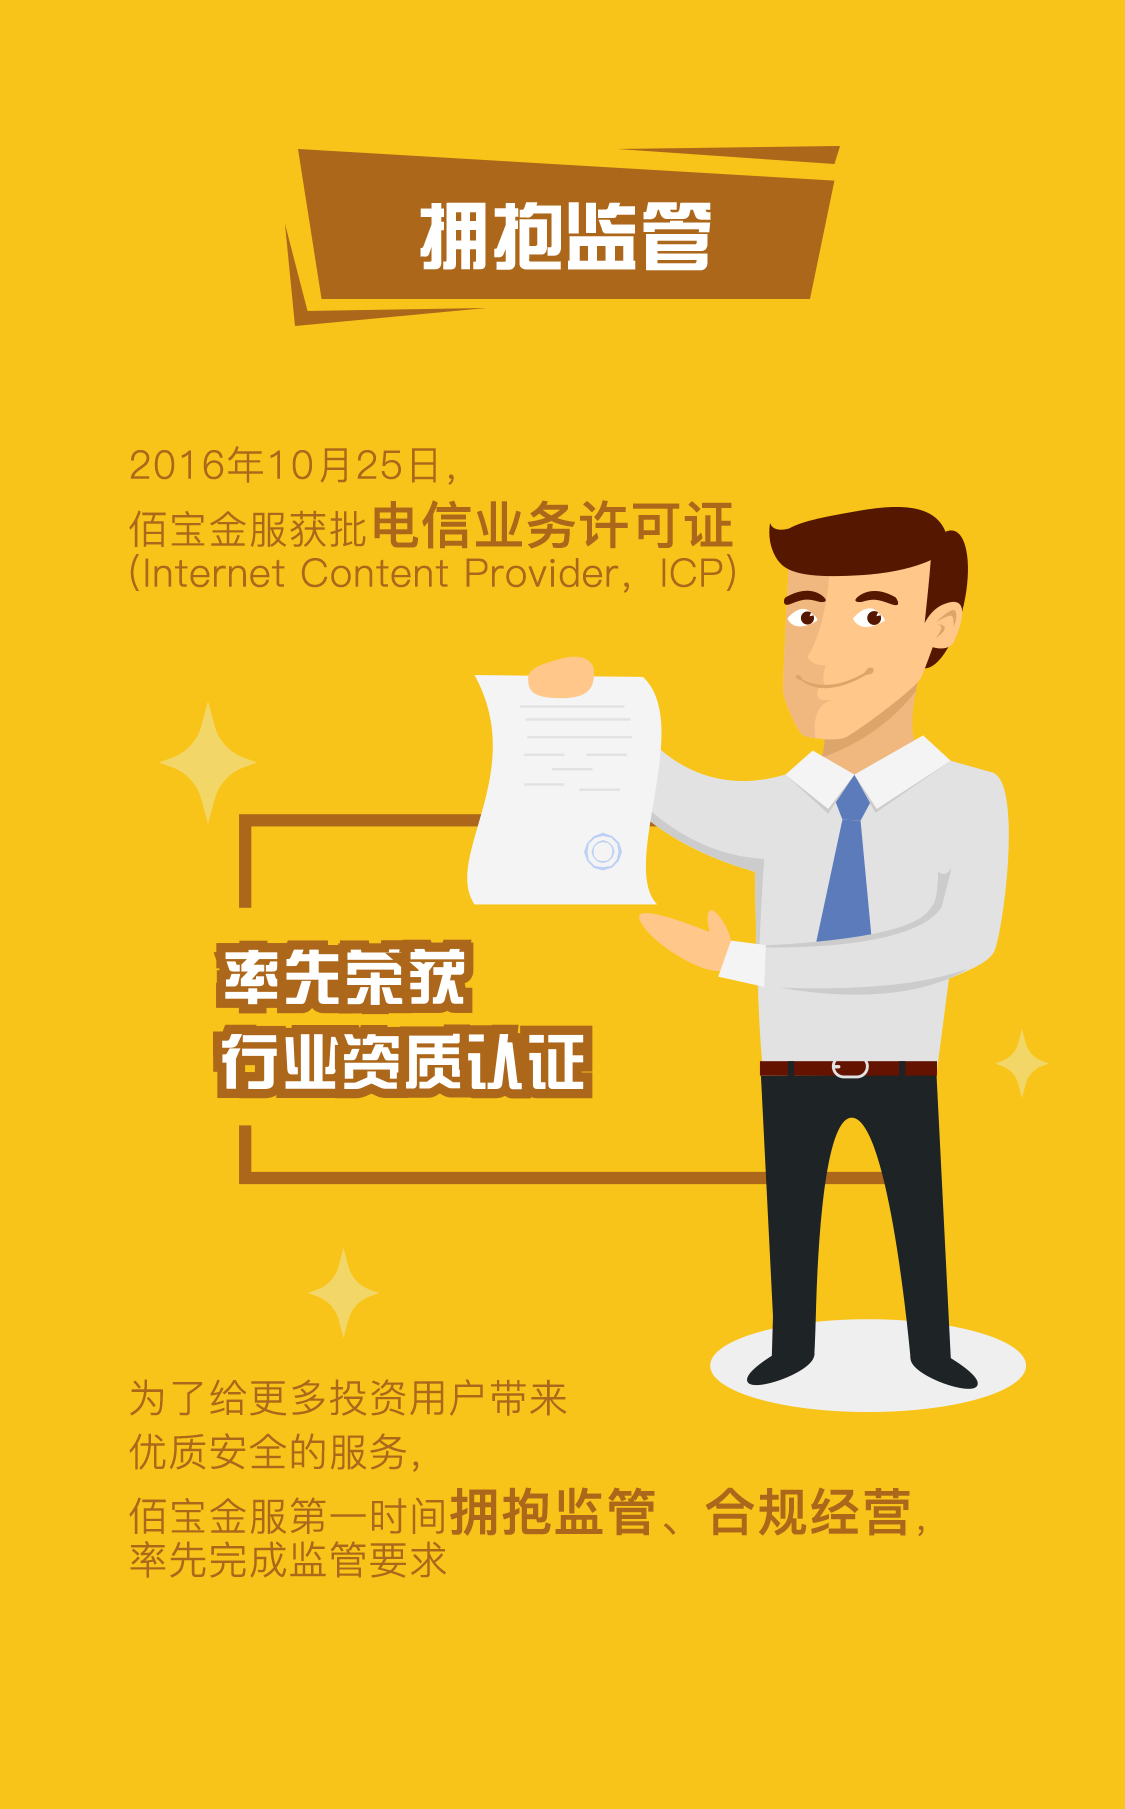 拥抱监管
2016年10月25日，
佰宝金服获批电信业务许可证
(Internet Content Provider，ICP)
率先荣获
行业资质认证
为了给更多投资用户带来
优质安全的服务，
佰宝金服第一时间拥抱监管、合规经营，
率先完成监管要求